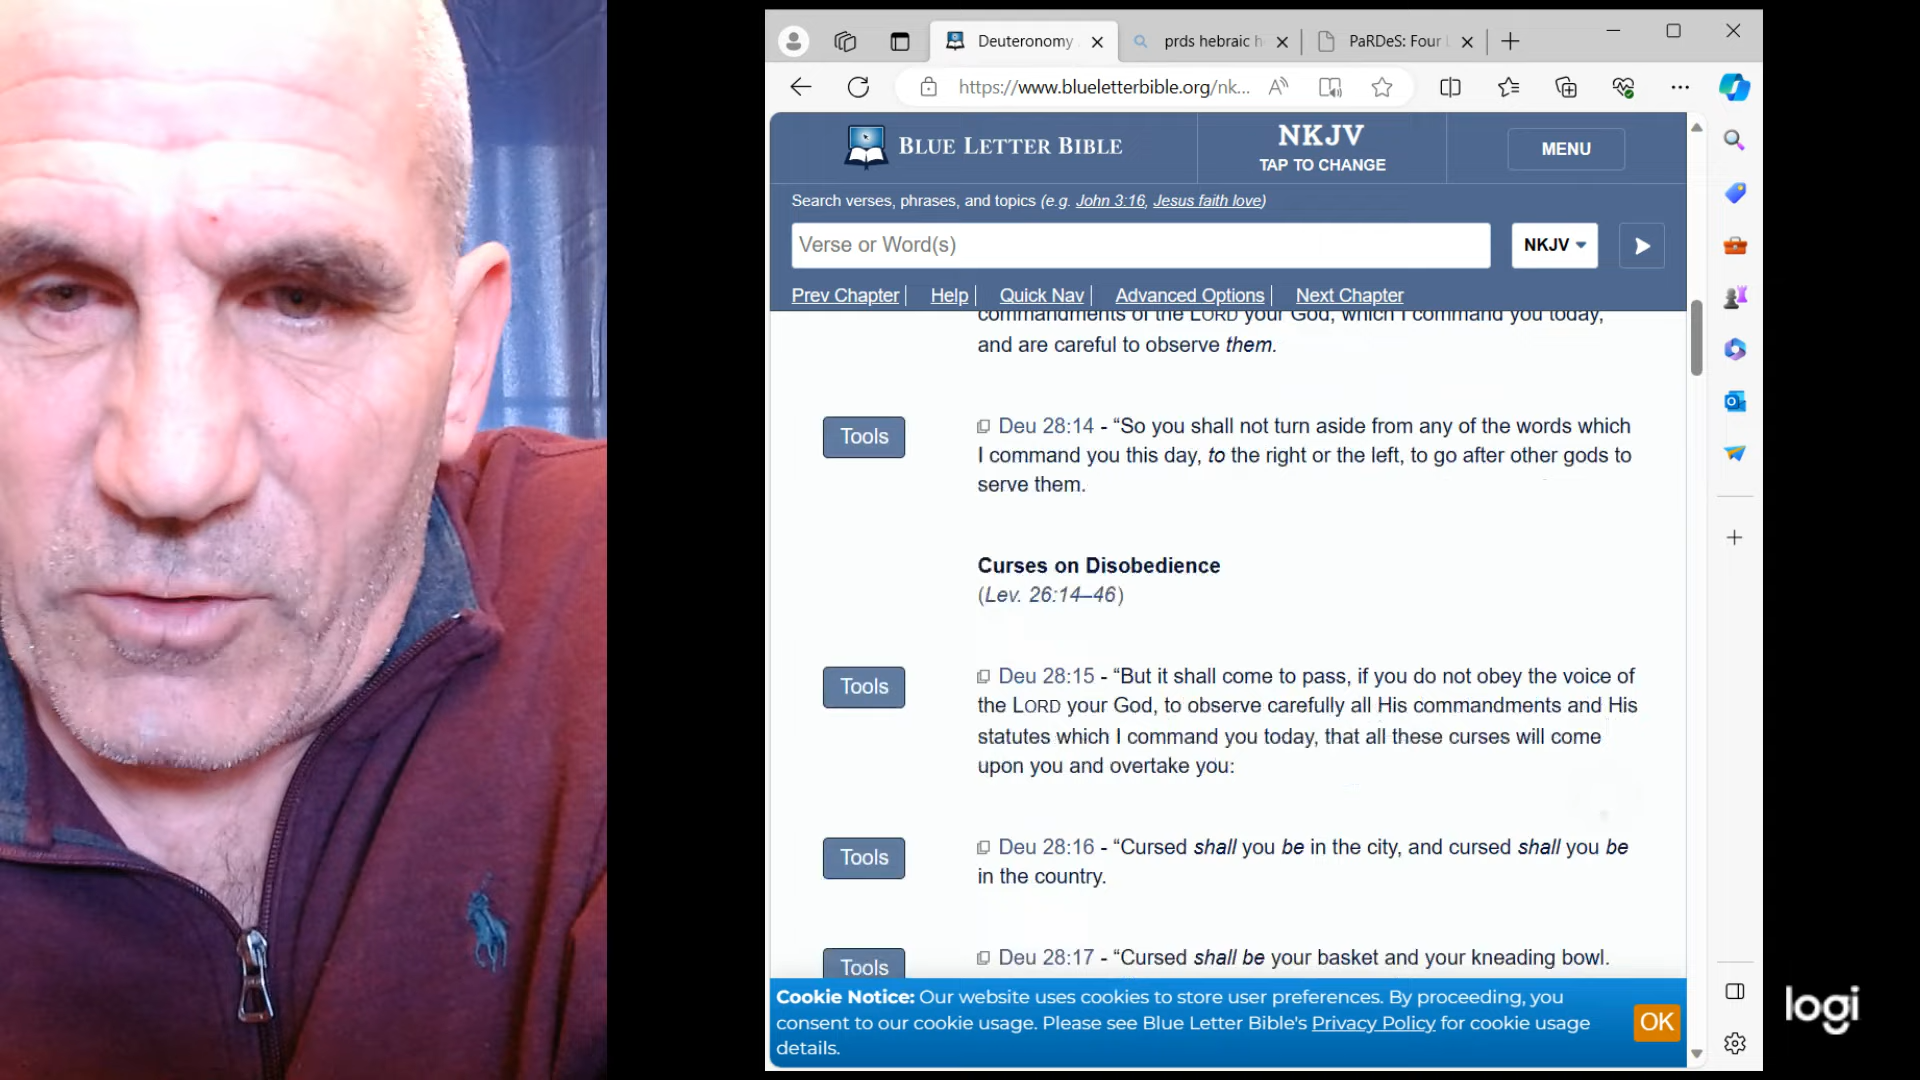 Deuteronomy
prds hebraic h
PaRDeS: Four
https://www.blueletterbible.org/nk...
BLUE LETTER BIBLE
NKJV
TAP TO CHANGE
MENU
Search verses, phrases, and topics (e.g. John 3:16, Jesus faith love)
Verse or Word(s)
NKJV
Prev Chapter
Help
Quick Nav
Advanced Options
Next Chapter
commandments of the LORD your God, which I command you today,
and are careful to observe them.
Tools
Deu 28:14 - “So you shall not turn aside from any of the words which
I command you this day, to the right or the left, to go after other gods to
serve them.
Curses on Disobedience
(Lev. 26:14–46)
Tools
Deu 28:15 - “But it shall come to pass, if you do not obey the voice of
the LORD your God, to observe carefully all His commandments and His
statutes which I command you today, that all these curses will come
upon you and overtake you:
Tools
Deu 28:16 - “Cursed shall you be in the city, and cursed shall you be
in the country.
Tools
Deu 28:17 - “Cursed shall be your basket and your kneading bowl.
Cookie Notice: Our website uses cookies to store user preferences. By proceeding, you
consent to our cookie usage. Please see Blue Letter Bible's Privacy Policy for cookie usage
details.
OK
logi